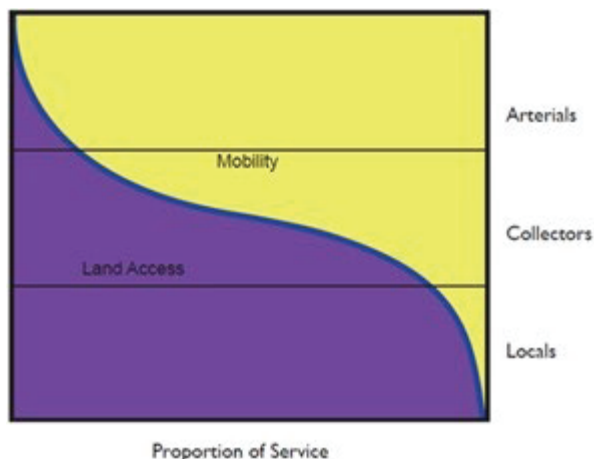 Arterials
Mobility
Collectors
Land Access
Locals
Proportion of Service